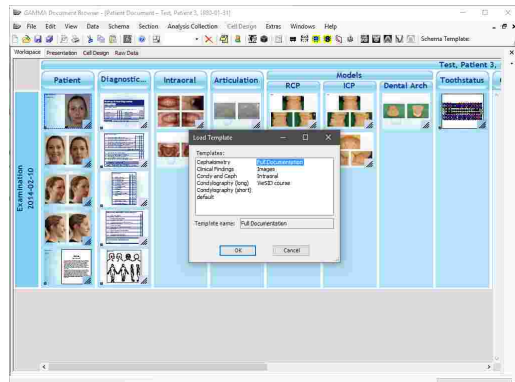 GAMMA Document Browser - [Patient Document - Test, Patient 3, 1880-01-31]
File Edit View Date Schema Section Analysis Collection Cell Design Extras Windows Help
Schema Template:
Workspace Presentation Cell Design Raw Data
Test, Patient 3,
Patient Diagnostic... Intraoral Articulation Models Toothstatus
RCP ICP Dental Arch
Examination
2014-02-10
Load Template
Templates:
Cephalometry Full Documentation
Clinical Findings Images
Condy and Ceph Intraoral
Condylography (long) VieSID course
Condylography (short)
default
Template name: Full Documentation
OK Cancel